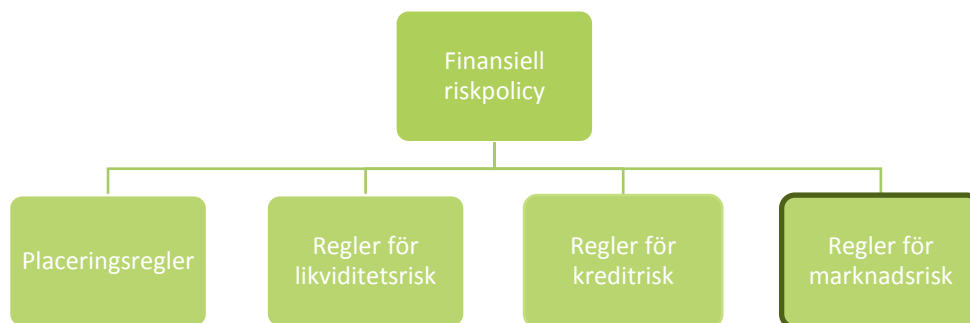 Finansiell
riskpolicy
Placeringsregler
Regler för
likviditetsrisk
Regler för
kreditrisk
Regler för
marknadsrisk